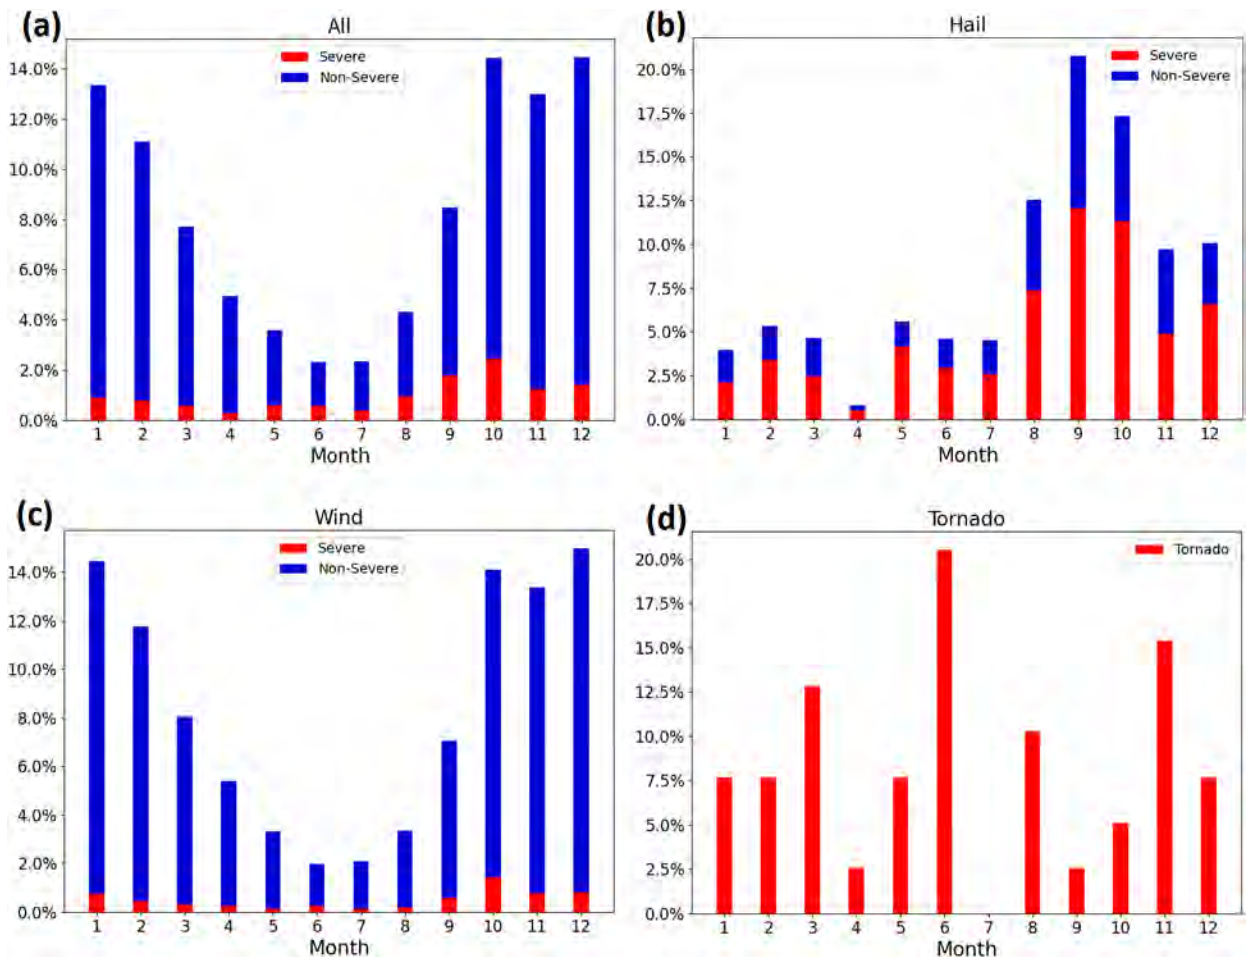 (a)
All
Severe
Non-Severe
14.0%
12.0%
10.0%
8.0%
6.0%
4.0%
2.0%
0.0%
1 2 3 4 5 6 7 8 9 10 11 12
Month
(b)
Hail
Severe
Non-Severe
20.0%
17.5%
15.0%
12.5%
10.0%
7.5%
5.0%
2.5%
0.0%
1 2 3 4 5 6 7 8 9 10 11 12
Month
(c)
Wind
Severe
Non-Severe
14.0%
12.0%
10.0%
8.0%
6.0%
4.0%
2.0%
0.0%
1 2 3 4 5 6 7 8 9 10 11 12
Month
(d)
Tornado
Tornado
20.0%
17.5%
15.0%
12.5%
10.0%
7.5%
5.0%
2.5%
0.0%
1 2 3 4 5 6 7 8 9 10 11 12
Month